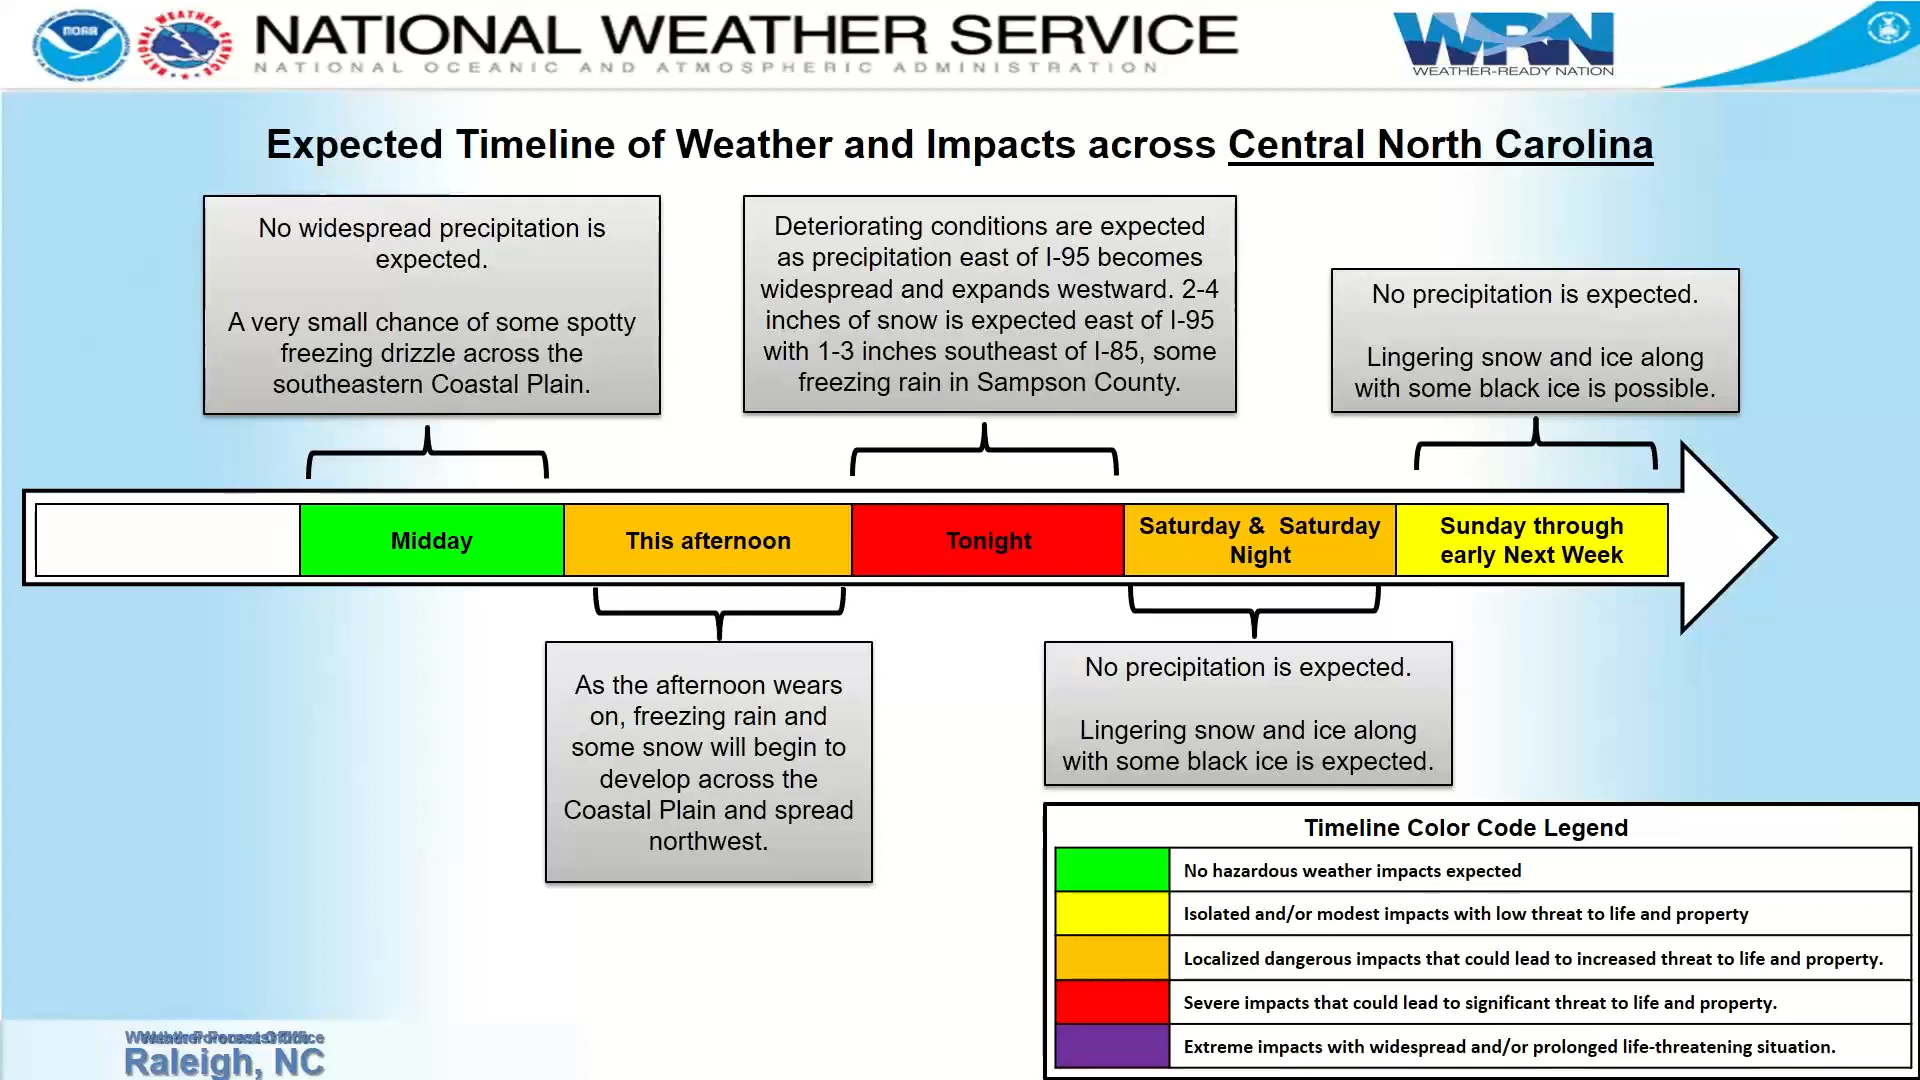 NATIONAL WEATHER SERVICE
NATIONAL OCEANIC AND ATMOSPHERIC ADMINISTRATION
NOAA
WRN
WEATHER-READY NATION
Expected Timeline of Weather and Impacts across Central North Carolina
No widespread precipitation is
expected.
A very small chance of some spotty
freezing drizzle across the
southeastern Coastal Plain.
Deteriorating conditions are expected
as precipitation east of I-95 becomes
widespread and expands westward. 2-4
inches of snow is expected east of I-95
with 1-3 inches southeast of I-85, some
freezing rain in Sampson County.
No precipitation is expected.
Lingering snow and ice along
with some black ice is possible.
Midday
This afternoon
Tonight
Saturday & Saturday
Night
Sunday through
early Next Week
As the afternoon wears
on, freezing rain and
some snow will begin to
develop across the
Coastal Plain and spread
northwest.
No precipitation is expected.
Lingering snow and ice along
with some black ice is expected.
Timeline Color Code Legend
No hazardous weather impacts expected
Isolated and/or modest impacts with low threat to life and property
Localized dangerous impacts that could lead to increased threat to life and property.
Severe impacts that could lead to significant threat to life and property.
Extreme impacts with widespread and/or prolonged life-threatening situation.
Raleigh, NC